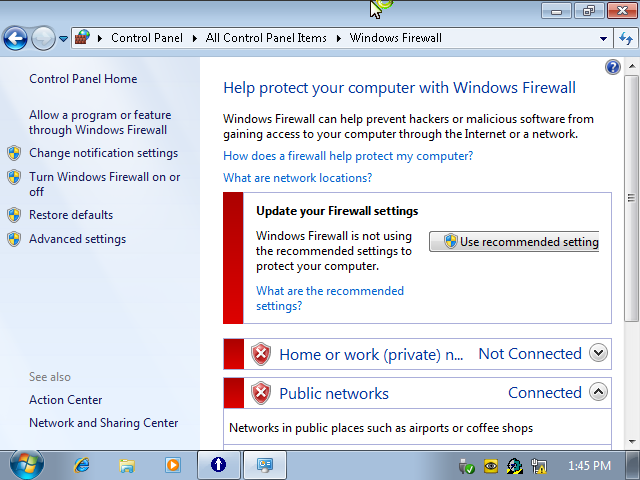 Control Panel
All Control Panel Items
Windows Firewall
Control Panel Home
Allow a program or feature
through Windows Firewall
Change notification settings
Turn Windows Firewall on or
off
Restore defaults
Advanced settings
See also
Action Center
Network and Sharing Center
Help protect your computer with Windows Firewall
Windows Firewall can help prevent hackers or malicious software from
gaining access to your computer through the Internet or a network.
How does a firewall help protect my computer?
What are network locations?
Update your Firewall settings
Windows Firewall is not using
the recommended settings to
protect your computer.
Use recommended setting
What are the recommended
settings?
Home or work (private) n... Not Connected
Public networks Connected
Networks in public places such as airports or coffee shops
1:45 PM